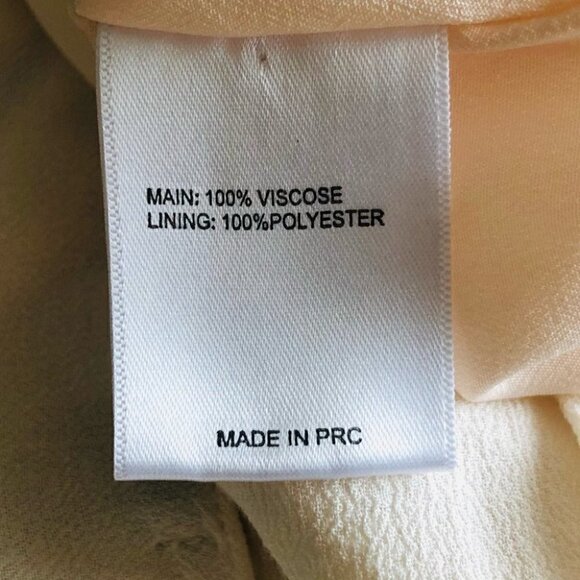 MAIN: 100% VISCOSE
LINING: 100%POLYESTER
MADE IN PRC